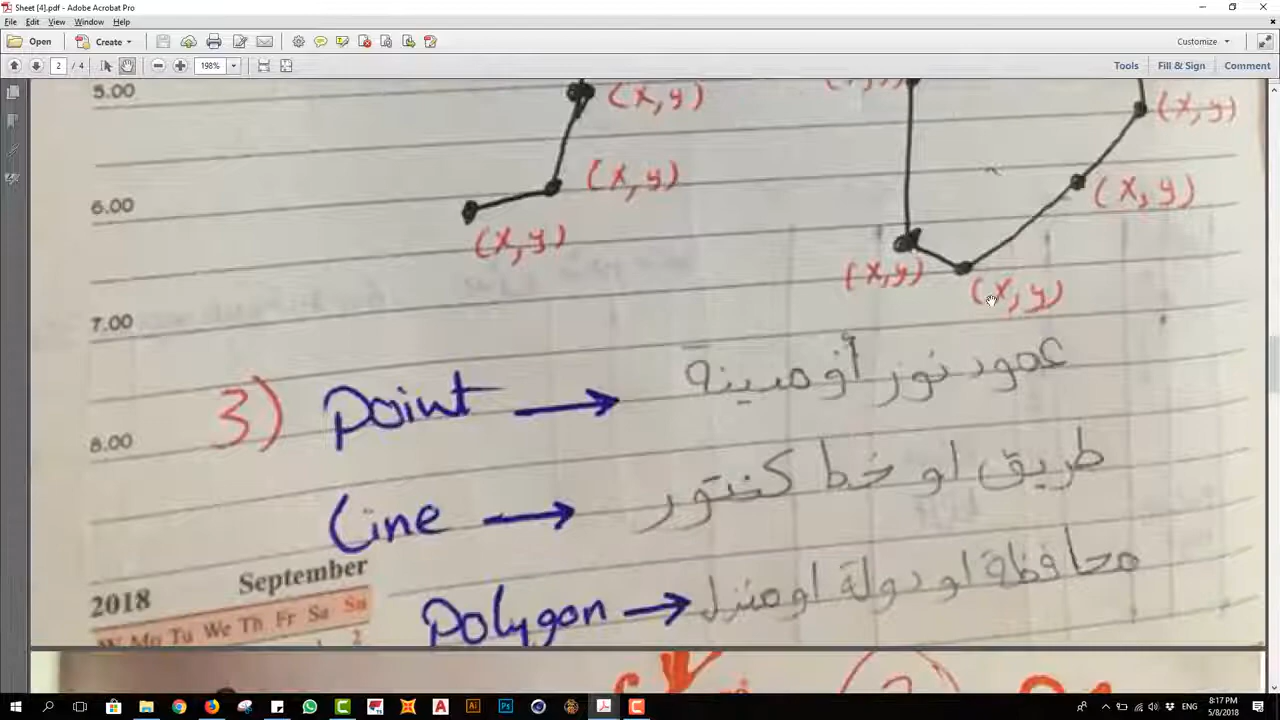 Sheet [4].pdf - Adobe Acrobat Pro
File Edit View Window Help
Open Create Customize
2 / 4 198% Tools Fill & Sign Comment
5.00 (x,y) (x,y) (x,y)
6.00 (x,y) (x,y)
(x,y) (x,y) (x,y)
7.00
3) Point → عمود نور أو مدينة
8.00
Line → طريق او خط كنتور
2018 September
Polygon → محافظة او دولة او منزل
W Mo Tu We Th Fr Sa Su
1 2
8:17 PM
5/8/2018